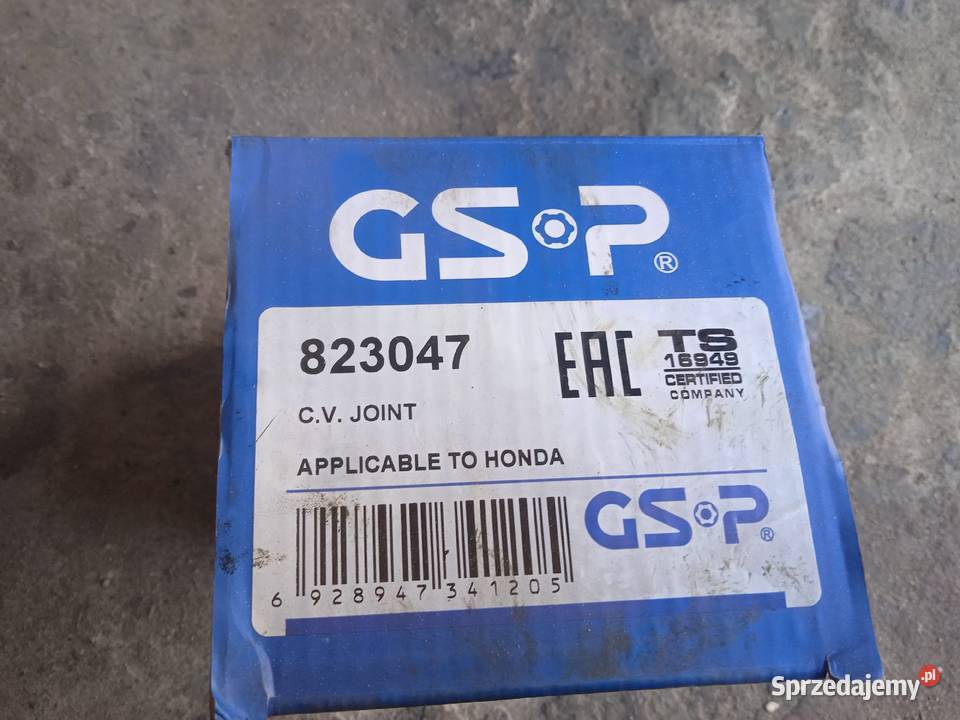 GSP®
823047
EAC
TS
16949
CERTIFIED
COMPANY
C.V. JOINT
APPLICABLE TO HONDA
GSP®
6 928947 341205
Sprzedajemy.pl